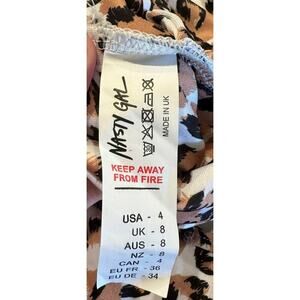 NASTY GAL
MADE IN UK
KEEP AWAY
FROM FIRE
USA - 4
UK - 8
AUS - 8
NZ - 8
CAN - 4
EU FR - 36
EU DE - 34